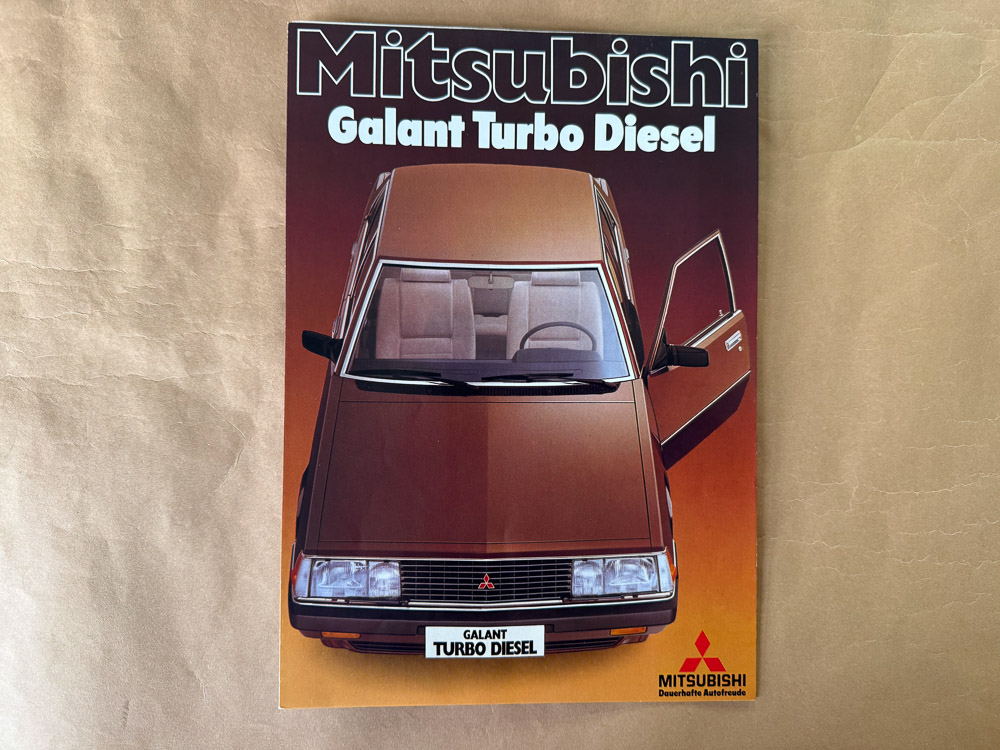 Mitsubishi
Galant Turbo Diesel
GALANT
TURBO DIESEL
MITSUBISHI
Dauerhafte Autofreude